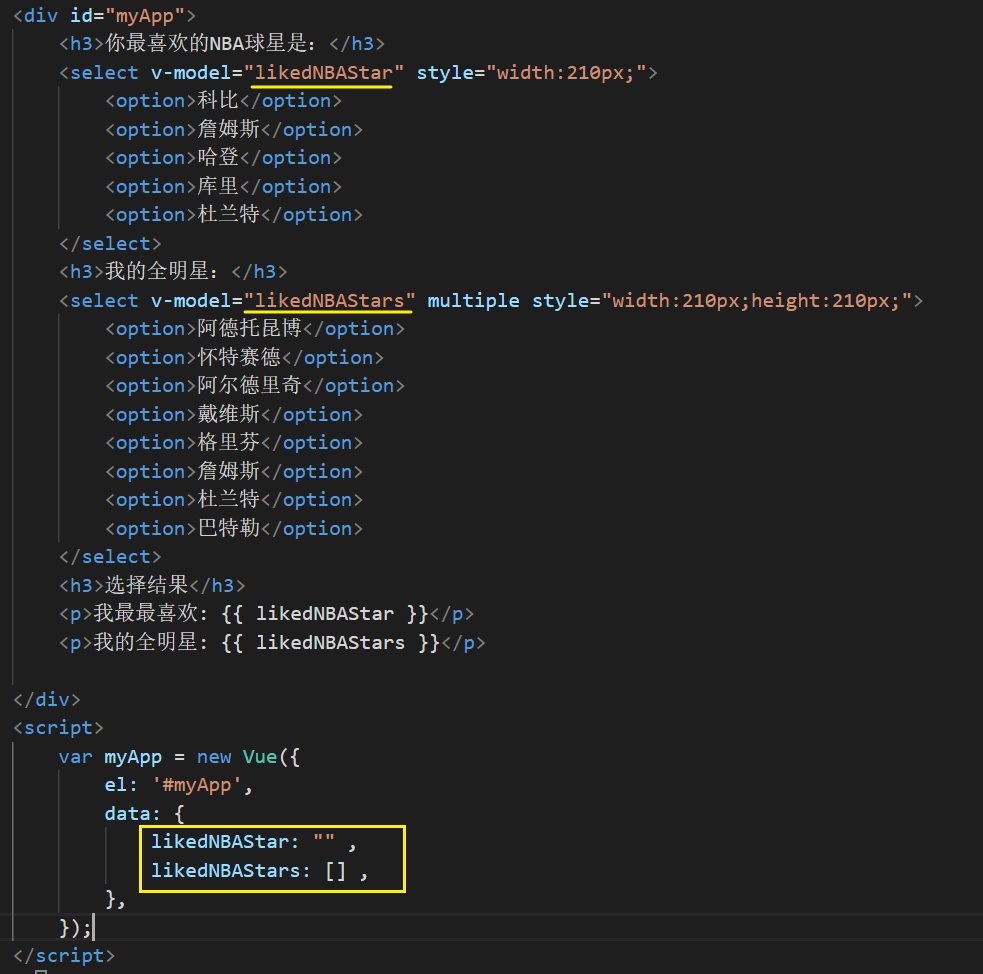 <div id="myApp">
<h3>你最喜欢的NBA球星是：</h3>
<select v-model="likedNBAStar" style="width:210px;">
<option>科比</option>
<option>詹姆斯</option>
<option>哈登</option>
<option>库里</option>
<option>杜兰特</option>
</select>
<h3>我的全明星：</h3>
<select v-model="likedNBAStars" multiple style="width:210px;height:210px;">
<option>阿德托昆博</option>
<option>怀特赛德</option>
<option>阿尔德里奇</option>
<option>戴维斯</option>
<option>格里芬</option>
<option>詹姆斯</option>
<option>杜兰特</option>
<option>巴特勒</option>
</select>
<h3>选择结果</h3>
<p>我最最喜欢: {{ likedNBAStar }}</p>
<p>我的全明星: {{ likedNBAStars }}</p>
</div>
<script>
var myApp = new Vue({
el: '#myApp',
data: {
likedNBAStar: "" ,
likedNBAStars: [] ,
},
});
</script>